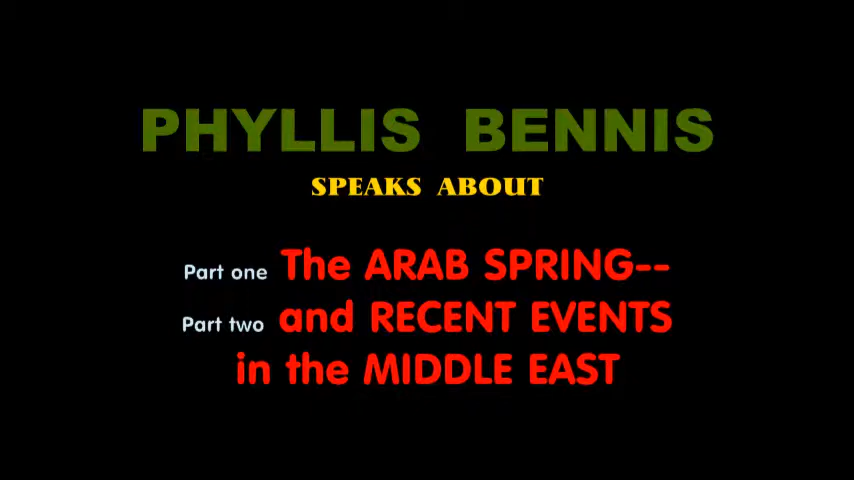 PHYLLIS BENNIS
SPEAKS ABOUT
Part one The ARAB SPRING--
Part two and RECENT EVENTS
in the MIDDLE EAST